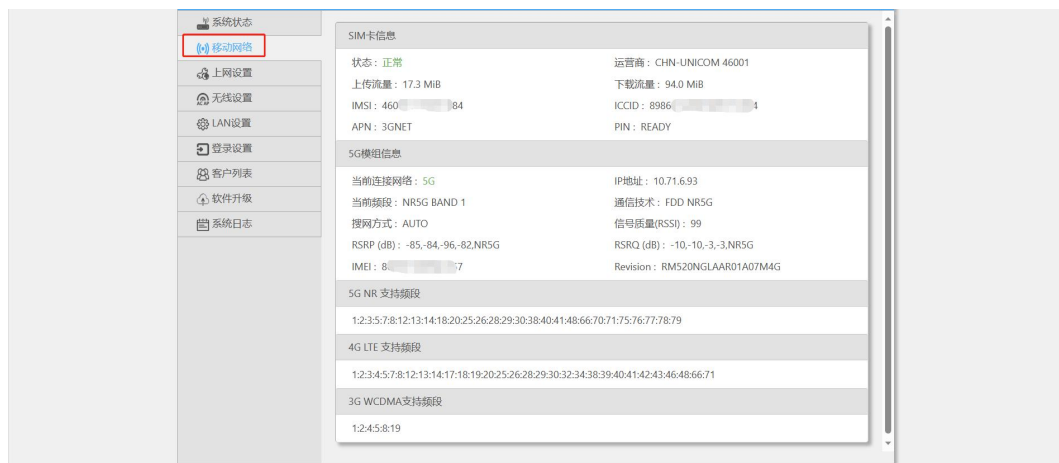 系统状态
移动网络
上网设置
无线设置
LAN设置
登录设置
客户列表
软件升级
系统日志
SIM卡信息
状态：正常 运营商：CHN-UNICOM 46001
上传流量：17.3 MiB 下载流量：94.0 MiB
IMSI：460 84 ICCID：8986 4
APN：3GNET PIN：READY
5G模组信息
当前连接网络：5G IP地址：10.71.6.93
当前频段：NR5G BAND 1 通信技术：FDD NR5G
搜网方式：AUTO 信号质量(RSSI)：99
RSRP (dB)：-85,-84,-96,-82,NR5G RSRQ (dB)：-10,-10,-3,-3,NR5G
IMEI：8 57 Revision：RM520NGLAAR01A07M4G
5G NR 支持频段
1:2:3:5:7:8:12:13:14:18:20:25:26:28:29:30:38:40:41:48:66:70:71:75:76:77:78:79
4G LTE 支持频段
1:2:3:4:5:7:8:12:13:14:17:18:19:20:25:26:28:29:30:32:34:38:39:40:41:42:43:46:48:66:71
3G WCDMA支持频段
1:2:4:5:8:19